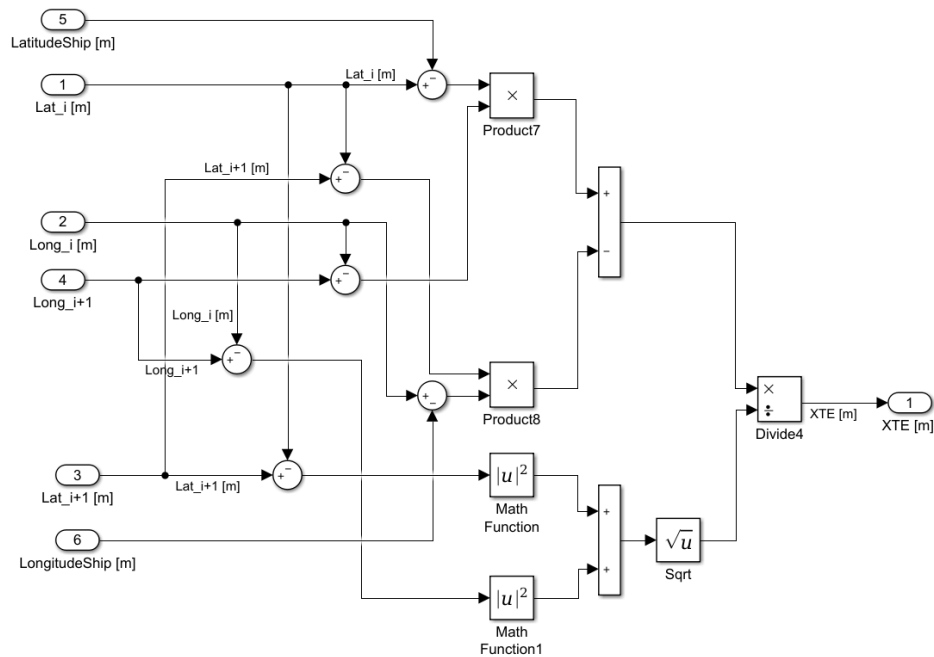 5
LatitudeShip [m]
1
Lat_i [m]
Lat_i [m]
+
−
×
Product7
Lat_i+1 [m]
+
−
+
−
2
Long_i [m]
4
Long_i+1
+
−
Long_i [m]
+
−
Long_i+1
+
−
×
Product8
×
÷
Divide4
XTE [m]
1
XTE [m]
3
Lat_i+1 [m]
Lat_i+1 [m]
+
−
|u|²
Math
Function
+
+
√u
Sqrt
6
LongitudeShip [m]
|u|²
Math
Function1